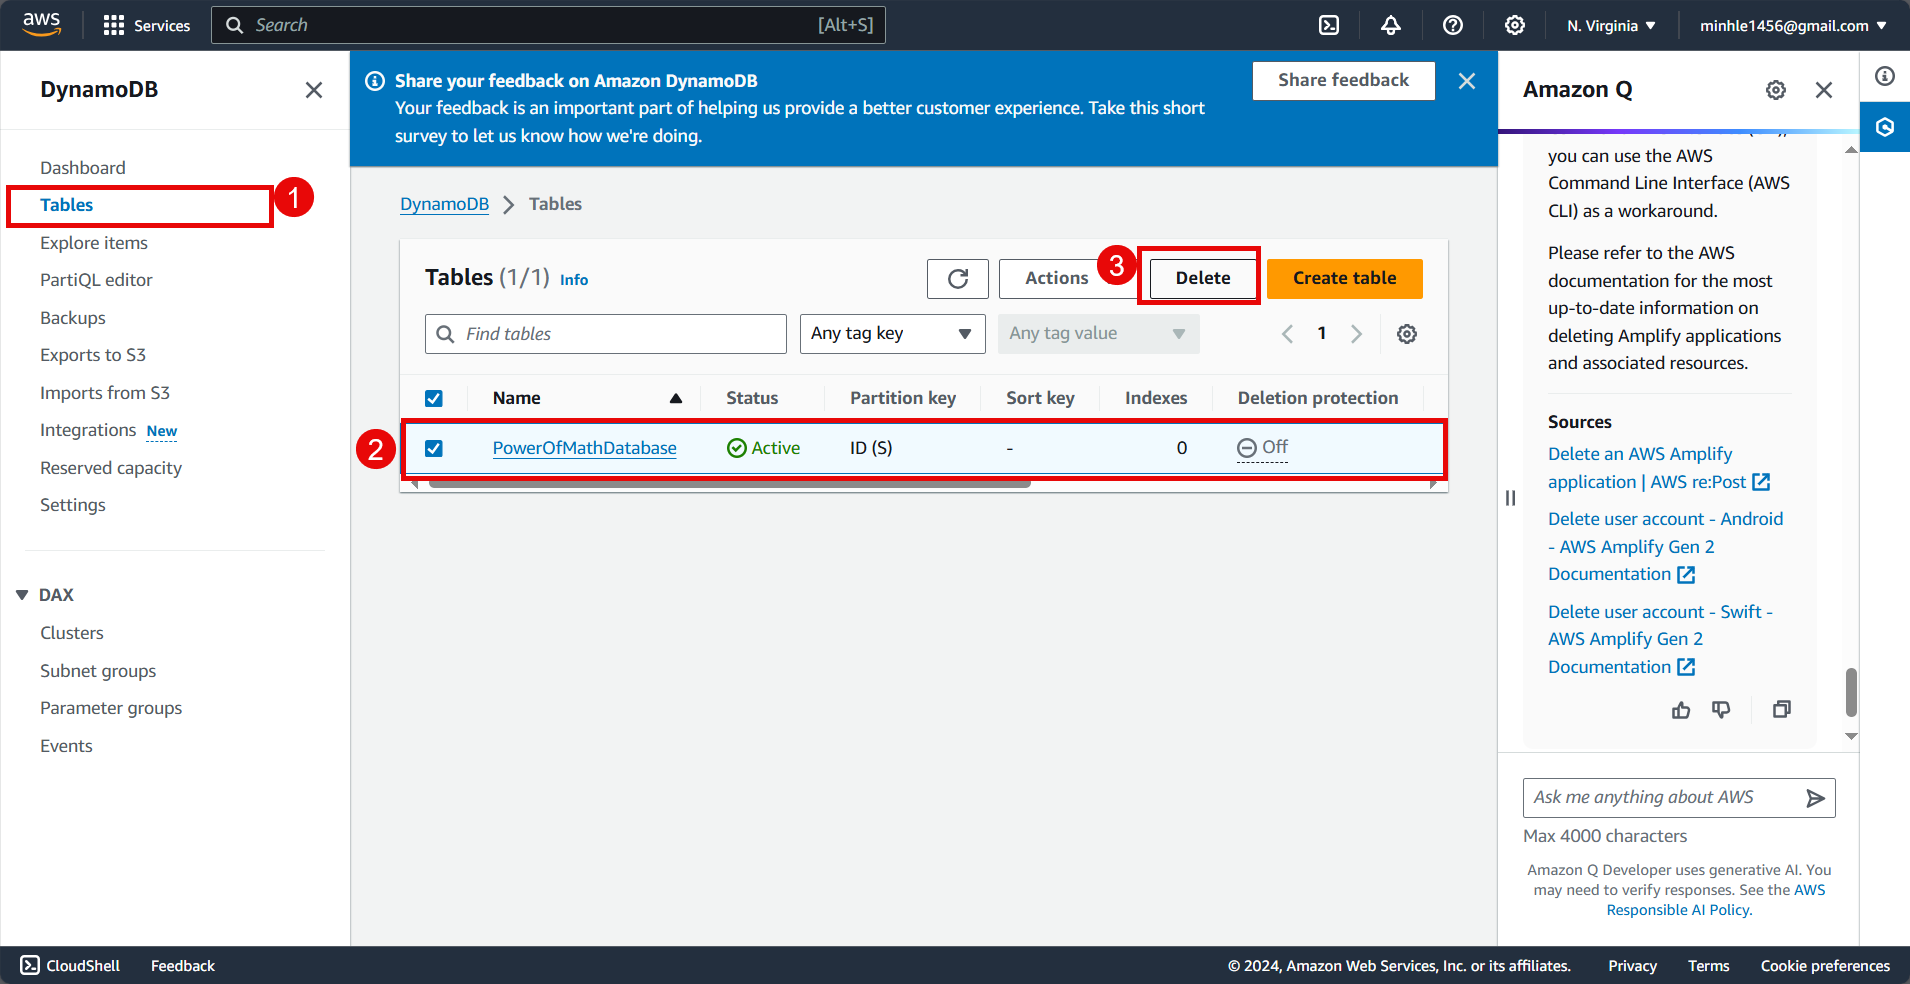 aws
Services
Search
[Alt+S]
N. Virginia
minhle1456@gmail.com
DynamoDB
Dashboard
Tables
1
Explore items
PartiQL editor
Backups
Exports to S3
Imports from S3
Integrations New
Reserved capacity
Settings
DAX
Clusters
Subnet groups
Parameter groups
Events
Share your feedback on Amazon DynamoDB
Your feedback is an important part of helping us provide a better customer experience. Take this short
survey to let us know how we're doing.
Share feedback
DynamoDB
Tables
Tables (1/1) Info
Actions
3
Delete
Create table
Find tables
Any tag key
Any tag value
1
Name
Status
Partition key
Sort key
Indexes
Deletion protection
2
PowerOfMathDatabase
Active
ID (S)
-
0
Off
Amazon Q
you can use the AWS
Command Line Interface (AWS
CLI) as a workaround.
Please refer to the AWS
documentation for the most
up-to-date information on
deleting Amplify applications
and associated resources.
Sources
Delete an AWS Amplify
application | AWS re:Post
Delete user account - Android
- AWS Amplify Gen 2
Documentation
Delete user account - Swift -
AWS Amplify Gen 2
Documentation
Ask me anything about AWS
Max 4000 characters
Amazon Q Developer uses generative AI. You
may need to verify responses. See the AWS
Responsible AI Policy.
CloudShell
Feedback
© 2024, Amazon Web Services, Inc. or its affiliates.
Privacy
Terms
Cookie preferences